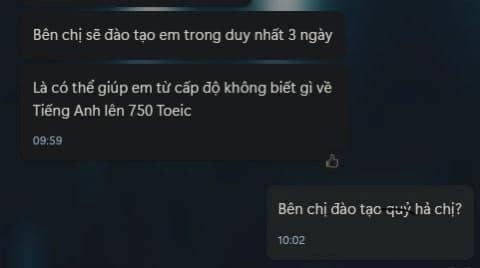 Bên chị sẽ đào tạo em trong duy nhất 3 ngày
Là có thể giúp em từ cấp độ không biết gì về
Tiếng Anh lên 750 Toeic
09:59
Bên chị đào tạo quỷ hả chị?
10:02